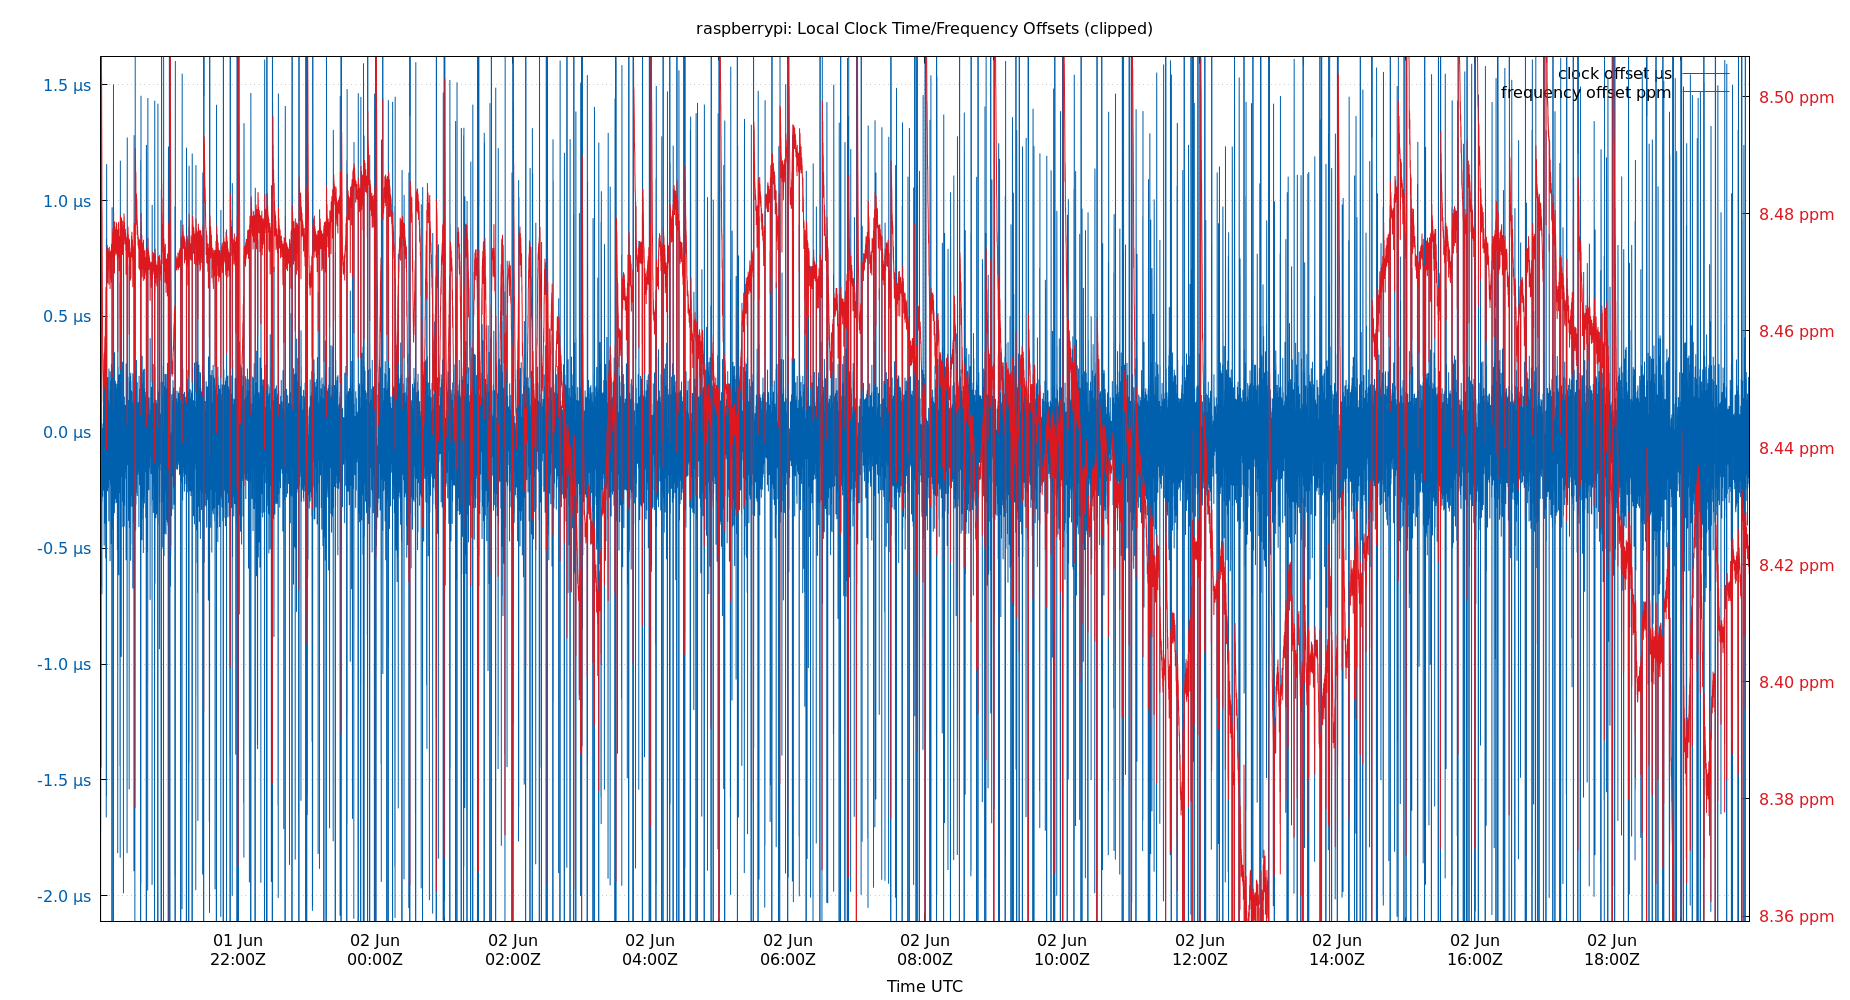 raspberrypi: Local Clock Time/Frequency Offsets (clipped)
clock offset µs
frequency offset ppm
1.5 µs
1.0 µs
0.5 µs
0.0 µs
-0.5 µs
-1.0 µs
-1.5 µs
-2.0 µs
8.50 ppm
8.48 ppm
8.46 ppm
8.44 ppm
8.42 ppm
8.40 ppm
8.38 ppm
8.36 ppm
01 Jun 02 Jun 02 Jun 02 Jun 02 Jun 02 Jun 02 Jun 02 Jun 02 Jun 02 Jun 02 Jun
22:00Z 00:00Z 02:00Z 04:00Z 06:00Z 08:00Z 10:00Z 12:00Z 14:00Z 16:00Z 18:00Z
Time UTC